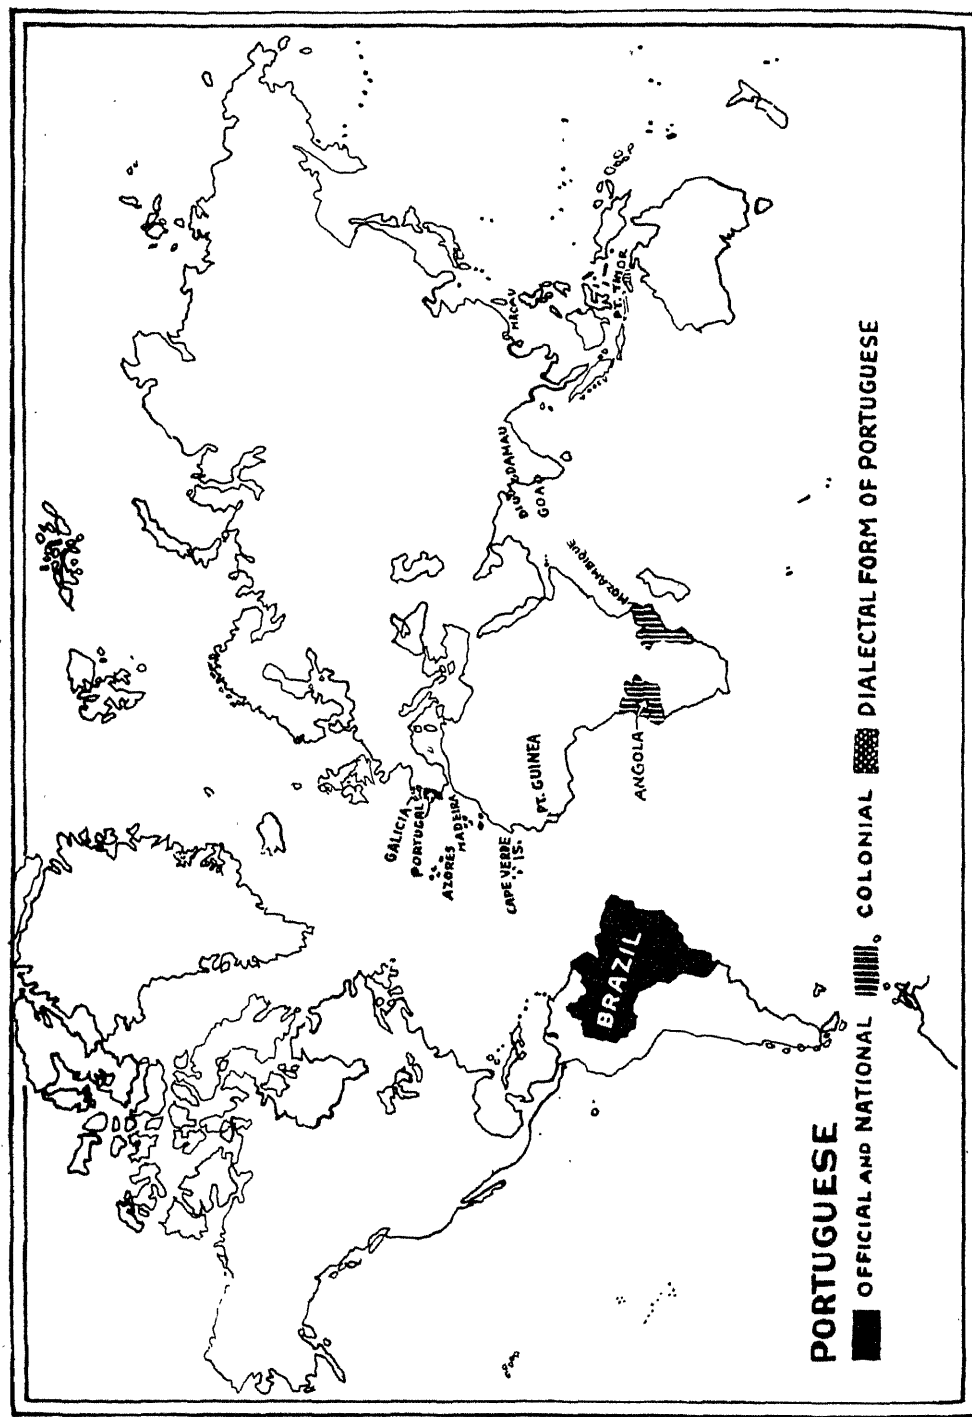 GALICIA
PORTUGAL
AZORES
MADEIRA
CAPE VERDE
IS.
PT. GUINEA
ANGOLA
MOZAMBIQUE
DIU
DAMAU
GOA
MACAU
PT. TIMOR
BRAZIL
PORTUGUESE
OFFICIAL AND NATIONAL
COLONIAL
DIALECTAL FORM OF PORTUGUESE